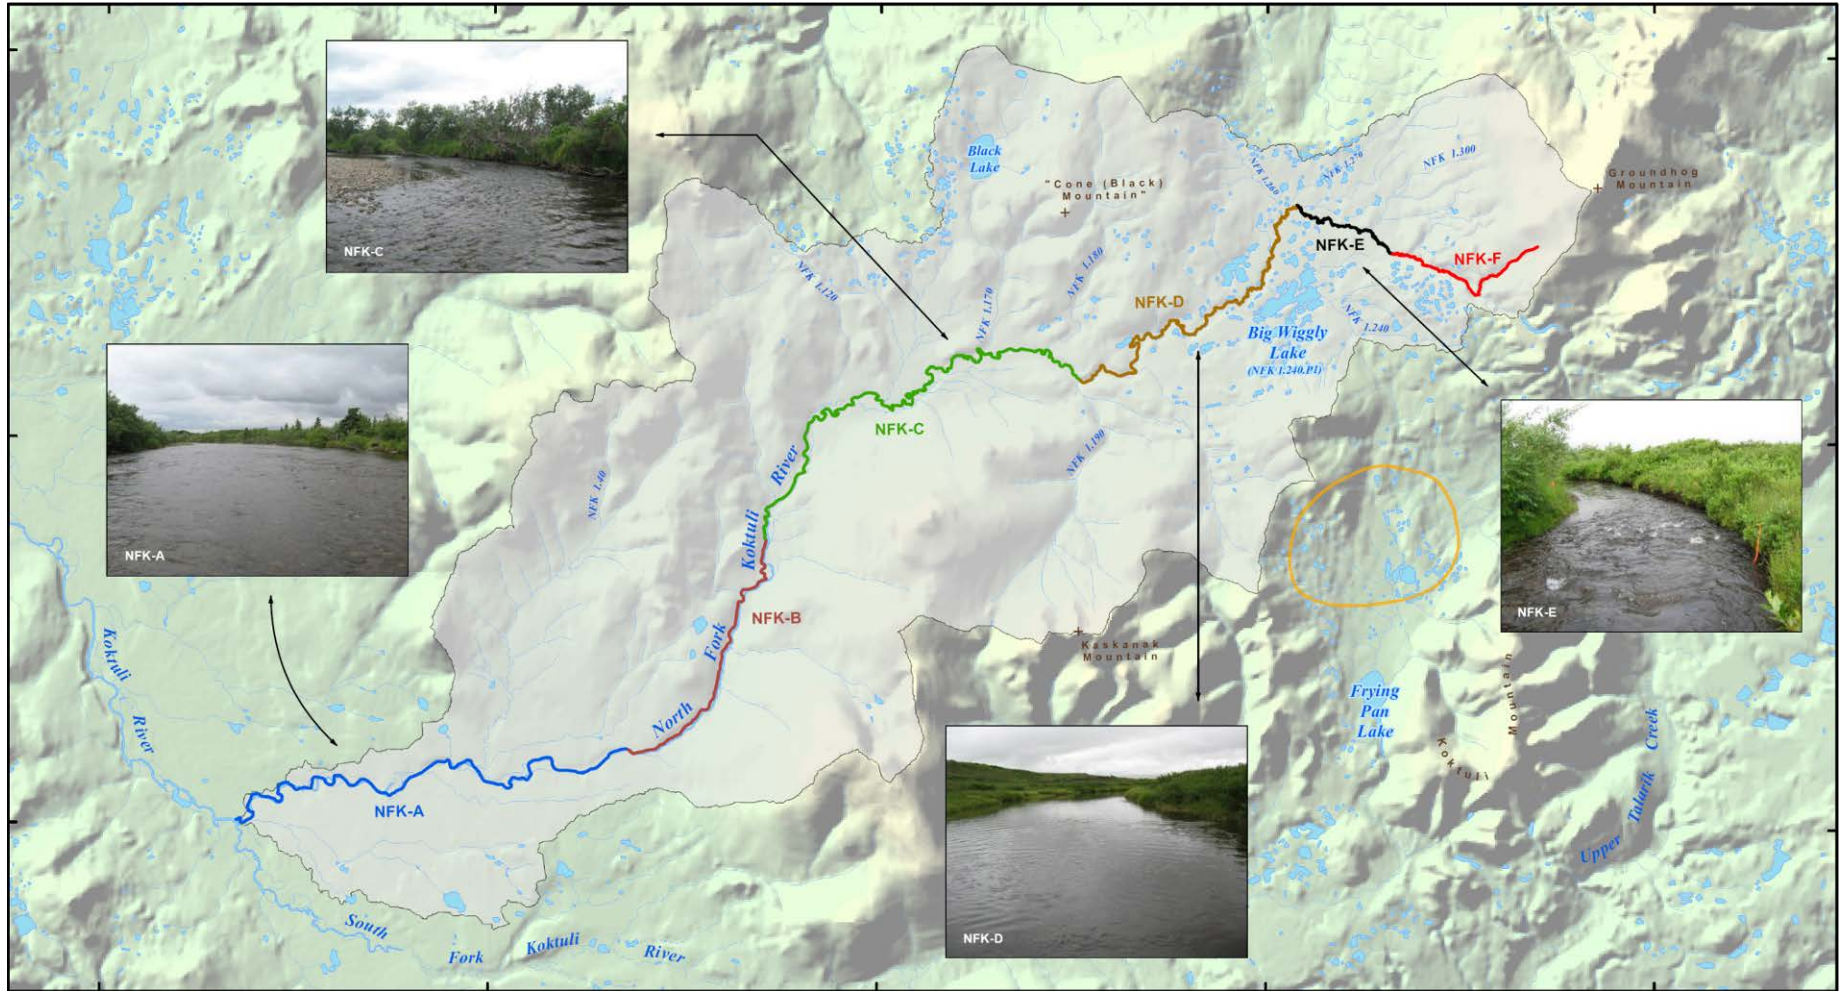 NFK-C
Black
Lake
"Cone (Black)
Mountain"
NFK 1.260
NFK 1.270
NFK 1.300
Groundhog
Mountain
NFK-E
NFK-F
NFK 1.120
NFK 1.170
NFK 1.180
NFK-D
NFK 1.240
Big Wiggly
Lake
(NFK 1.240.P1)
NFK-A
NFK-C
NFK 1.190
NFK 1.40
River
Koktuli
NFK-B
Fork
North
NFK-E
Kaskanak
Mountain
Koktuli
River
Frying
Pan
Lake
Koktuli
Mountain
Upper
Talarik
Creek
NFK-A
NFK-D
South
Fork
Koktuli
River